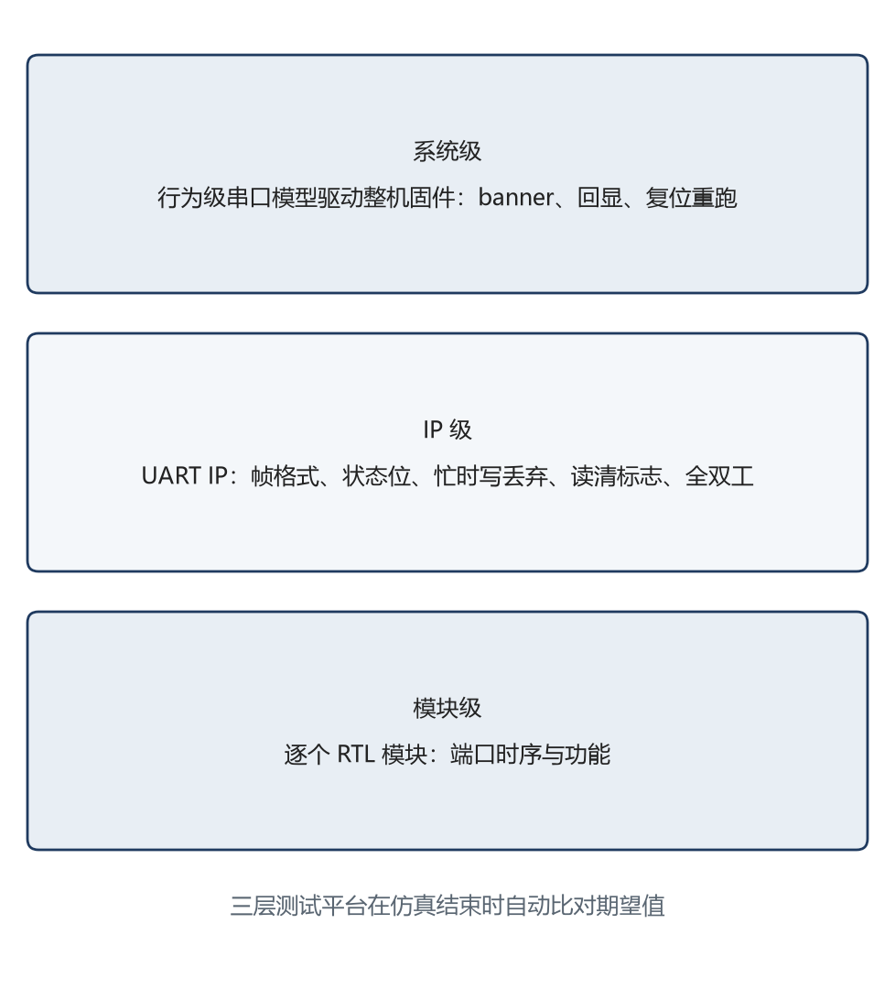 系统级
行为级串口模型驱动整机固件：banner、回显、复位重跑
IP 级
UART IP：帧格式、状态位、忙时写丢弃、读清标志、全双工
模块级
逐个 RTL 模块：端口时序与功能
三层测试平台在仿真结束时自动比对期望值